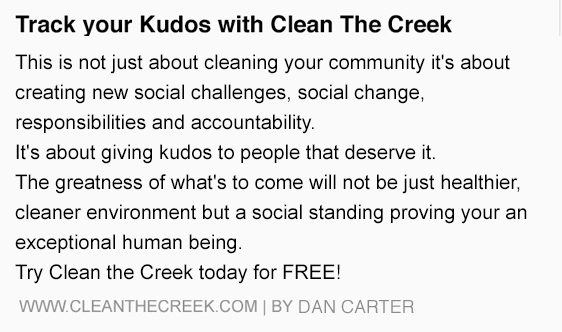 Track your Kudos with Clean The Creek
This is not just about cleaning your community it's about
creating new social challenges, social change,
responsibilities and accountability.
It's about giving kudos to people that deserve it.
The greatness of what's to come will not be just healthier,
cleaner environment but a social standing proving your an
exceptional human being.
Try Clean the Creek today for FREE!
WWW.CLEANTHECREEK.COM | BY DAN CARTER